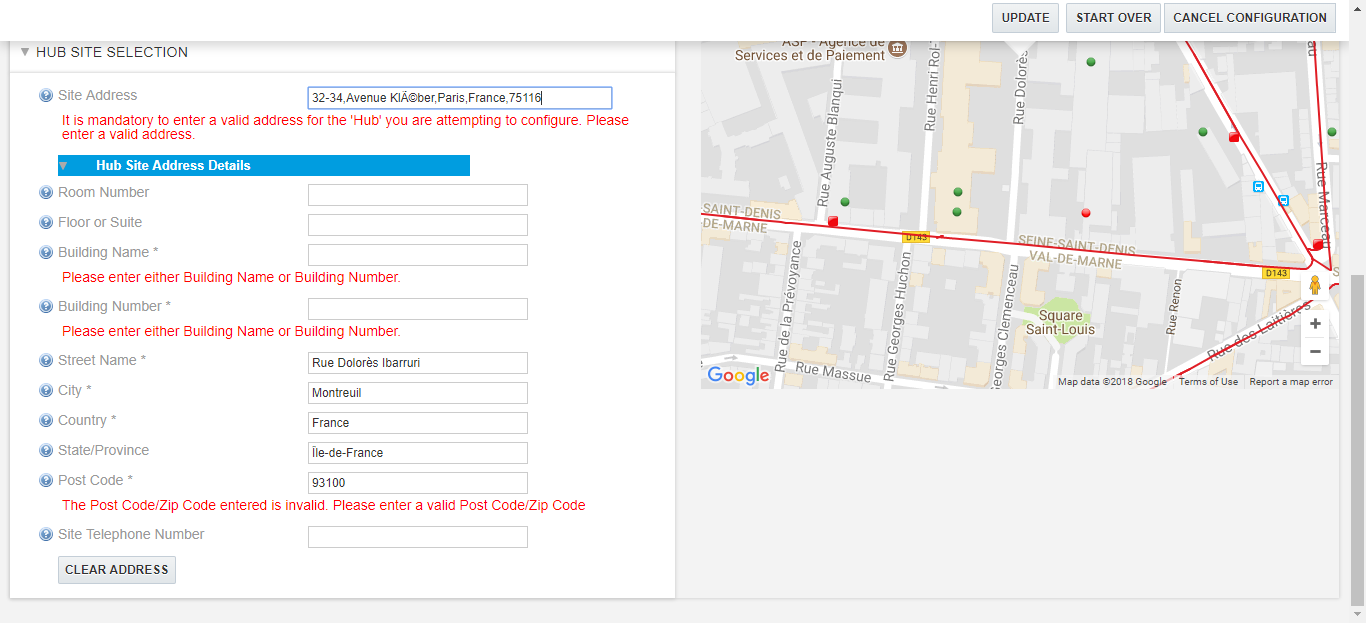 UPDATE
START OVER
CANCEL CONFIGURATION
HUB SITE SELECTION
Site Address
32-34,Avenue KlÃ©ber,Paris,France,75116
It is mandatory to enter a valid address for the 'Hub' you are attempting to configure. Please
enter a valid address.
Hub Site Address Details
Room Number
Floor or Suite
Building Name *
Please enter either Building Name or Building Number.
Building Number *
Please enter either Building Name or Building Number.
Street Name *
Rue Dolorès Ibarruri
City *
Montreuil
Country *
France
State/Province
Île-de-France
Post Code *
93100
The Post Code/Zip Code entered is invalid. Please enter a valid Post Code/Zip Code
Site Telephone Number
CLEAR ADDRESS
ASP - Agence de
Services et de Paiement
Rue Auguste Blanqui
Rue Henri Rol-T
Rue Dolorès
au
Rue Marceau
SAINT-DENIS
DE-MARNE
D143
SEINE-SAINT-DENIS
VAL-DE-MARNE
D143
S
Rue de la Prévoyance
Rue Georges Huchon
Georges Clemenceau
Rue Renon
Square
Saint-Louis
Rue des Laitières
Rue Massue
Google
Map data ©2018 Google
Terms of Use
Report a map error